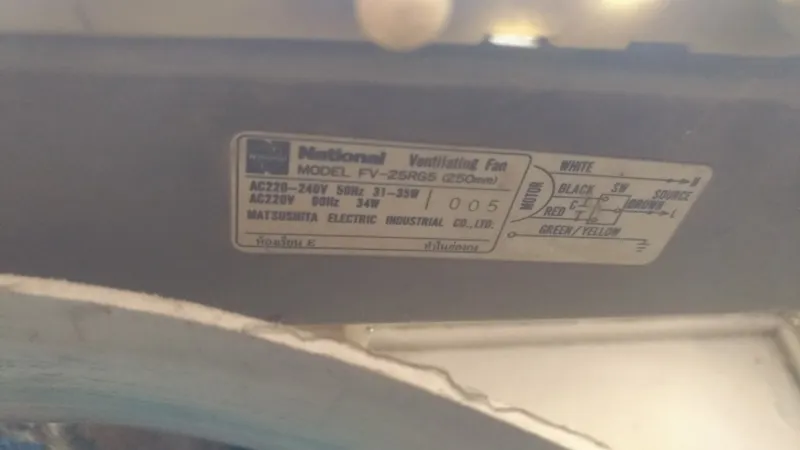 National Ventilating Fan
MODEL FV-25RG5 (250mm)
AC220-240V 50Hz 31-35W
AC220V 60Hz 34W
1005
MATSUSHITA ELECTRIC INDUSTRIAL CO.,LTD.
MOTOR
WHITE
N
BLACK SW
SOURCE
C
BROWN
L
RED
GREEN/YELLOW